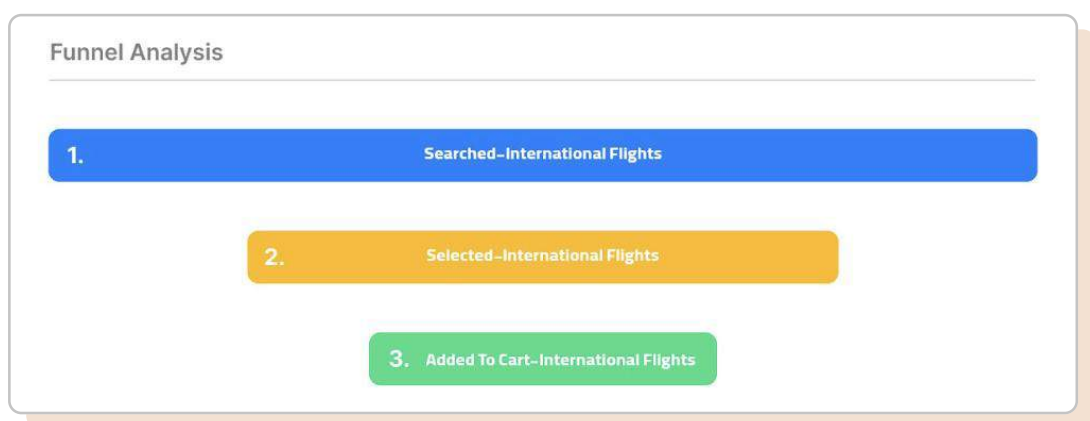 Funnel Analysis
1. Searched-International Flights
2. Selected-International Flights
3. Added To Cart-International Flights